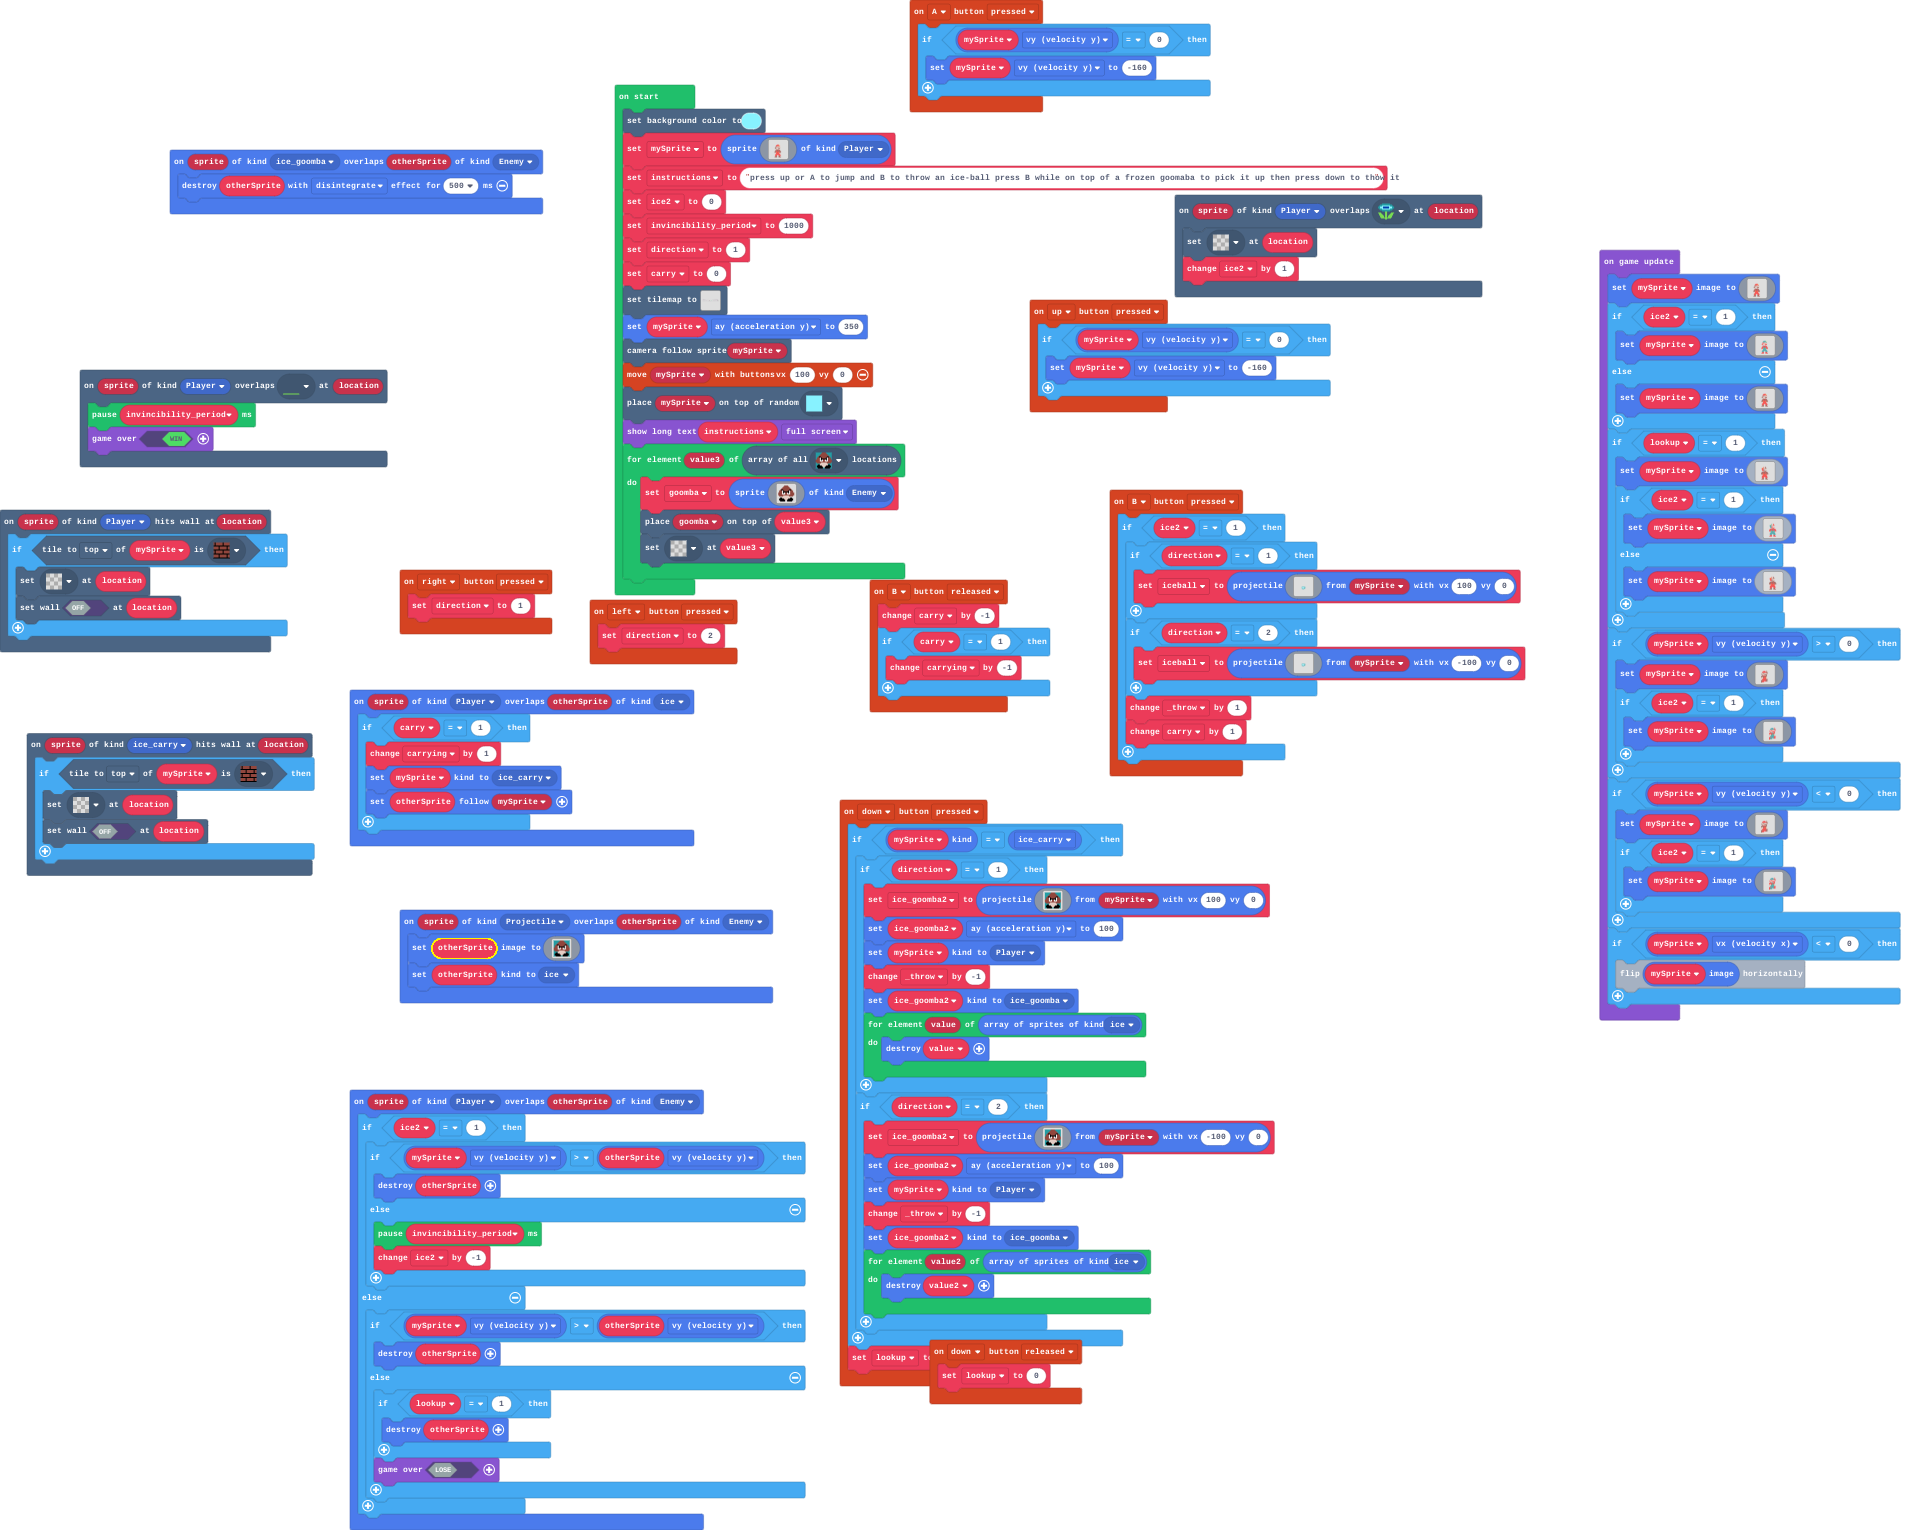 on A button pressed
if mySprite vy (velocity y) = 0 then
set mySprite vy (velocity y) to -160
on start
set background color to
set mySprite to sprite of kind Player
set instructions to "press up or A to jump and B to throw an ice-ball press B while on top of a frozen goomaba to pick it up then press down to thow it
set ice2 to 0
set invincibility_period to 1000
set direction to 1
set carry to 0
set tilemap to
set mySprite ay (acceleration y) to 350
camera follow sprite mySprite
move mySprite with buttons vx 100 vy 0
place mySprite on top of random
show long text instructions full screen
for element value3 of array of all locations
do
set goomba to sprite of kind Enemy
place goomba on top of value3
set at value3
on sprite of kind ice_goomba overlaps otherSprite of kind Enemy
destroy otherSprite with disintegrate effect for 500 ms
on sprite of kind Player overlaps at location
set at location
change ice2 by 1
on up button pressed
if mySprite vy (velocity y) = 0 then
set mySprite vy (velocity y) to -160
on sprite of kind Player overlaps at location
pause invincibility_period ms
game over WIN
on sprite of kind Player hits wall at location
if tile to top of mySprite is then
set at location
set wall OFF at location
on right button pressed
set direction to 1
on left button pressed
set direction to 2
on B button released
change carry by -1
if carry = 1 then
change carrying by -1
on B button pressed
if ice2 = 1 then
if direction = 1 then
set iceball to projectile from mySprite with vx 100 vy 0
if direction = 2 then
set iceball to projectile from mySprite with vx -100 vy 0
change _throw by 1
change carry by 1
on sprite of kind Player overlaps otherSprite of kind ice
if carry = 1 then
change carrying by 1
set mySprite kind to ice_carry
set otherSprite follow mySprite
on sprite of kind ice_carry hits wall at location
if tile to top of mySprite is then
set at location
set wall OFF at location
on sprite of kind Projectile overlaps otherSprite of kind Enemy
set otherSprite image to
set otherSprite kind to ice
on down button pressed
if mySprite kind = ice_carry then
if direction = 1 then
set ice_goomba2 to projectile from mySprite with vx 100 vy 0
set ice_goomba2 ay (acceleration y) to 100
set mySprite kind to Player
change _throw by -1
set ice_goomba2 kind to ice_goomba
for element value of array of sprites of kind ice
do destroy value
if direction = 2 then
set ice_goomba2 to projectile from mySprite with vx -100 vy 0
set ice_goomba2 ay (acceleration y) to 100
set mySprite kind to Player
change _throw by -1
set ice_goomba2 kind to ice_goomba
for element value2 of array of sprites of kind ice
do destroy value2
set lookup
on down button released
set lookup to 0
on sprite of kind Player overlaps otherSprite of kind Enemy
if ice2 = 1 then
if mySprite vy (velocity y) > otherSprite vy (velocity y) then
destroy otherSprite
else
pause invincibility_period ms
change ice2 by -1
else
if mySprite vy (velocity y) > otherSprite vy (velocity y) then
destroy otherSprite
else
if lookup = 1 then
destroy otherSprite
game over LOSE
on game update
set mySprite image to
if ice2 = 1 then
set mySprite image to
else
set mySprite image to
if lookup = 1 then
set mySprite image to
if ice2 = 1 then
set mySprite image to
else
set mySprite image to
if mySprite vy (velocity y) > 0 then
set mySprite image to
if ice2 = 1 then
set mySprite image to
if mySprite vy (velocity y) < 0 then
set mySprite image to
if ice2 = 1 then
set mySprite image to
if mySprite vx (velocity x) < 0 then
flip mySprite image horizontally